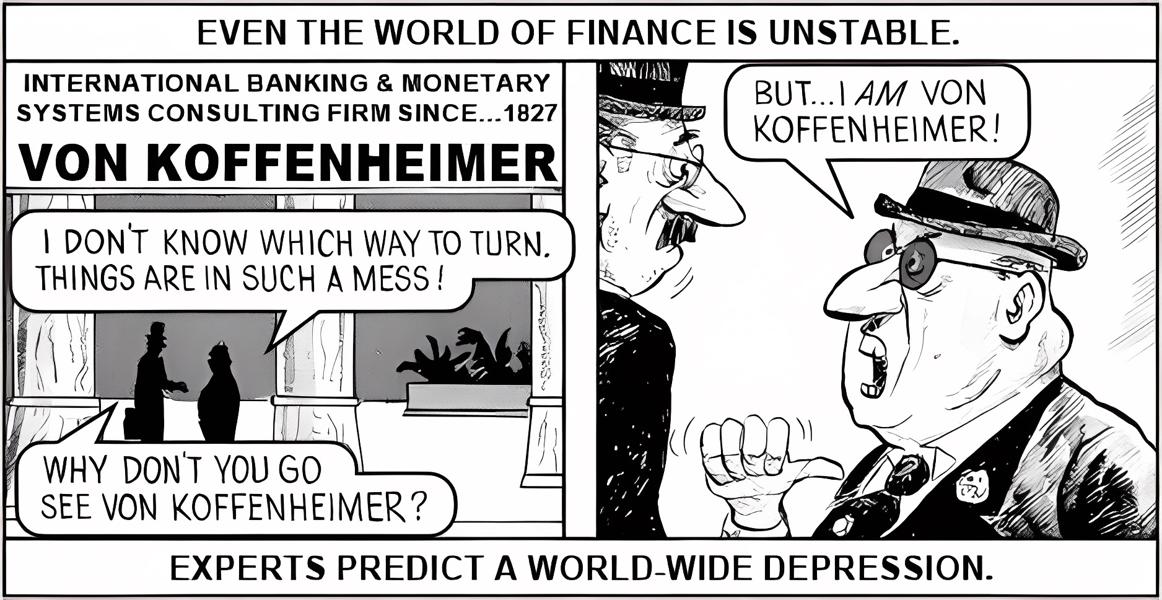 EVEN THE WORLD OF FINANCE IS UNSTABLE.
INTERNATIONAL BANKING & MONETARY
SYSTEMS CONSULTING FIRM SINCE...1827
VON KOFFENHEIMER
I DON'T KNOW WHICH WAY TO TURN.
THINGS ARE IN SUCH A MESS!
WHY DON'T YOU GO
SEE VON KOFFENHEIMER?
BUT...I AM VON
KOFFENHEIMER!
EXPERTS PREDICT A WORLD-WIDE DEPRESSION.